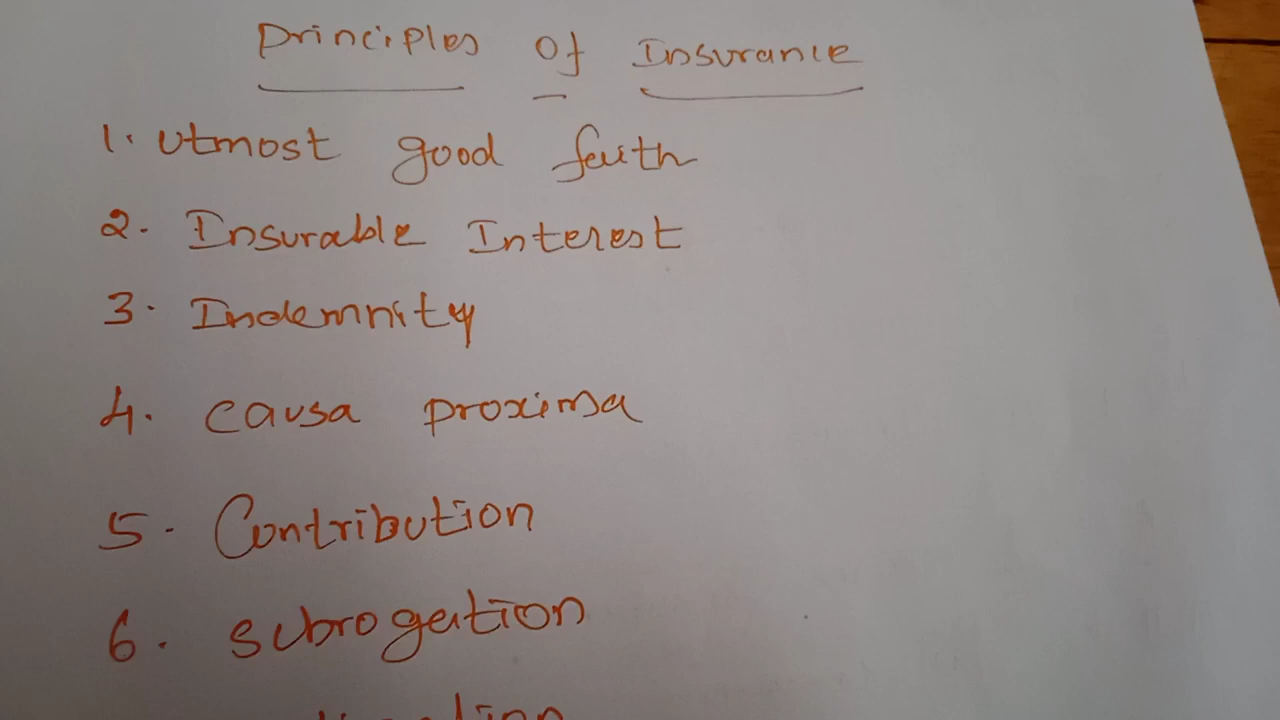 Principles of Insurance
1. Utmost good faith
2. Insurable Interest
3. Indemnity
4. causa proxima
5. Contribution
6. subrogation